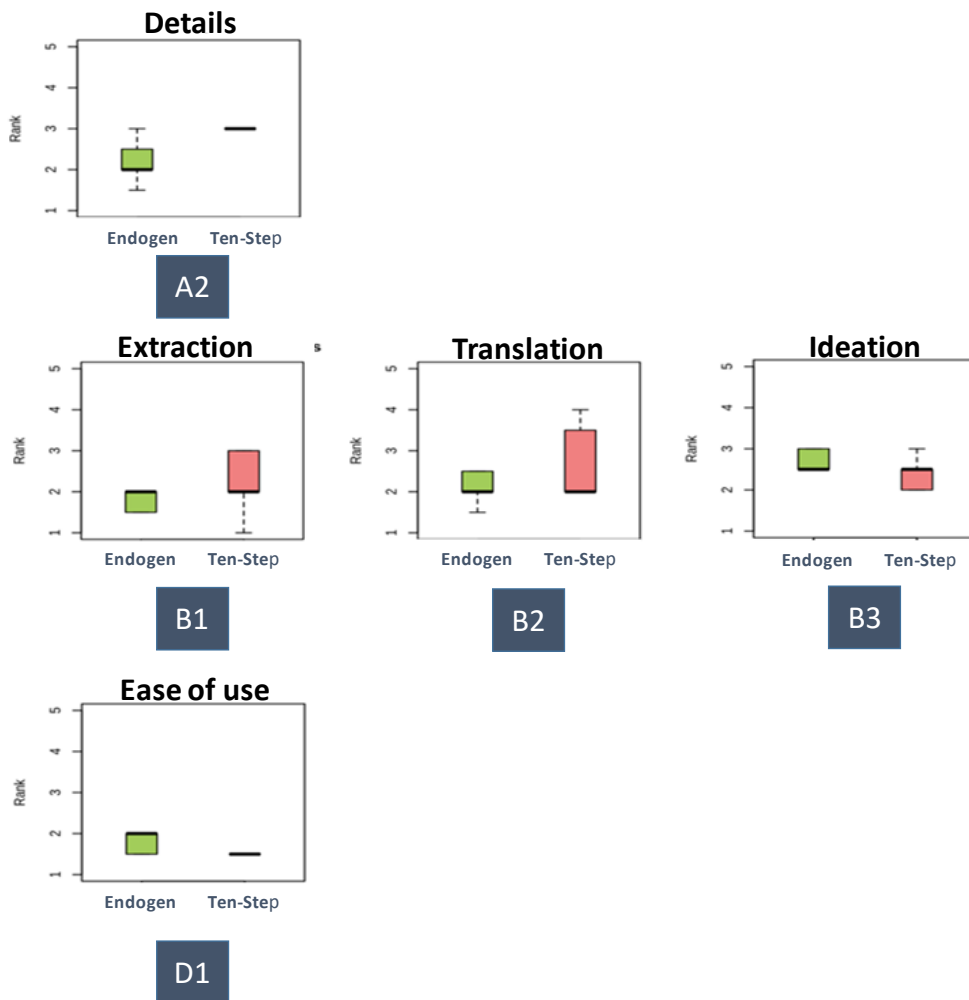 Details
Rank
5
4
3
2
1
Endogen Ten-Step
A2
Extraction
s
Rank
5
4
3
2
1
Endogen Ten-Step
B1
Translation
Rank
5
4
3
2
1
Endogen Ten-Step
B2
Ideation
Rank
5
4
3
2
1
Endogen Ten-Step
B3
Ease of use
Rank
5
4
3
2
1
Endogen Ten-Step
D1